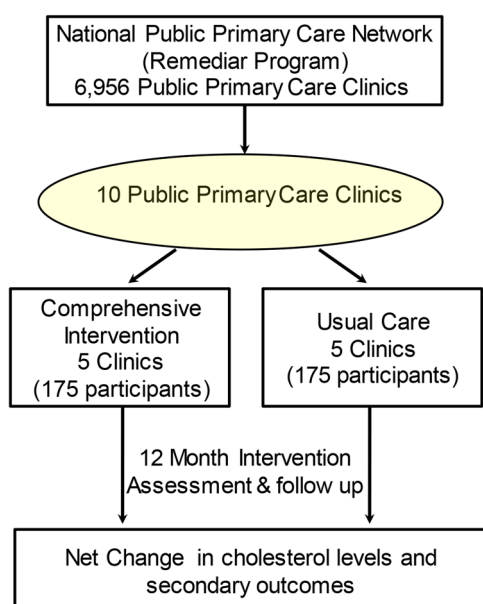 National Public Primary Care Network
(Remediar Program)
6,956 Public Primary Care Clinics
10 Public Primary Care Clinics
Comprehensive
Intervention
5 Clinics
(175 participants)
Usual Care
5 Clinics
(175 participants)
12 Month Intervention
Assessment & follow up
Net Change in cholesterol levels and
secondary outcomes